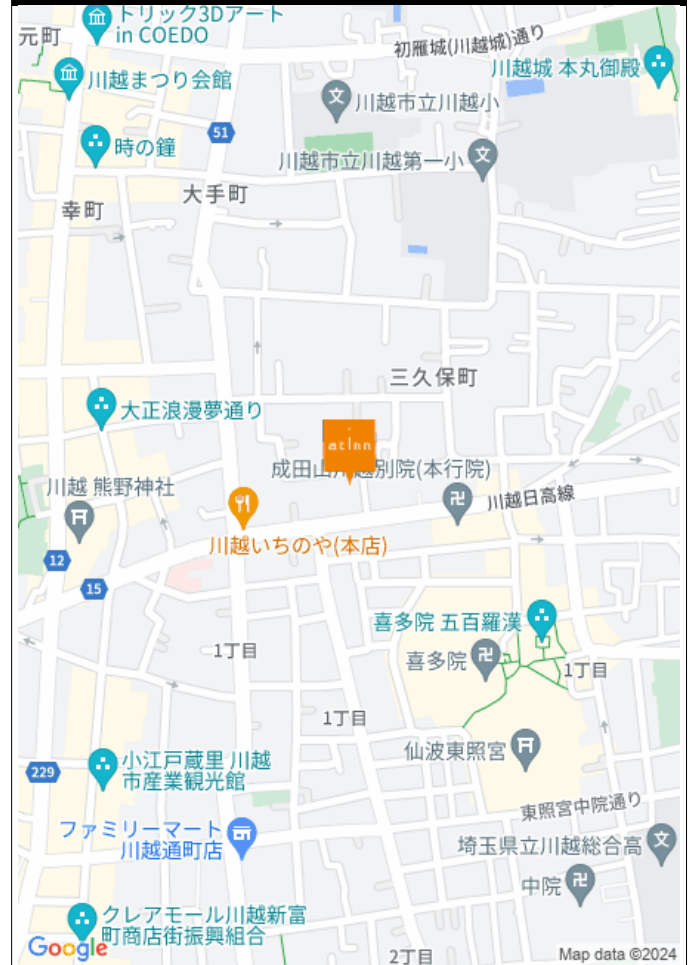 トリック3Dアート
in COEDO
元町
初雁城(川越城)通り
川越城 本丸御殿
川越まつり会館
文
川越市立川越小
51
時の鐘
川越市立川越第一小
文
大手町
幸町
三久保町
大正浪漫夢通り
at inn
成田山川越別院(本行院)
川越 熊野神社
川越日高線
川越いちのや(本店)
12
15
喜多院 五百羅漢
1丁目
喜多院
1丁目
1丁目
仙波東照宮
小江戸蔵里 川越
市産業観光館
229
東照宮中院通り
ファミリーマート
川越通町店
埼玉県立川越総合高
文
中院
クレアモール川越新富
町商店街振興組合
Google
2丁目
Map data ©2024